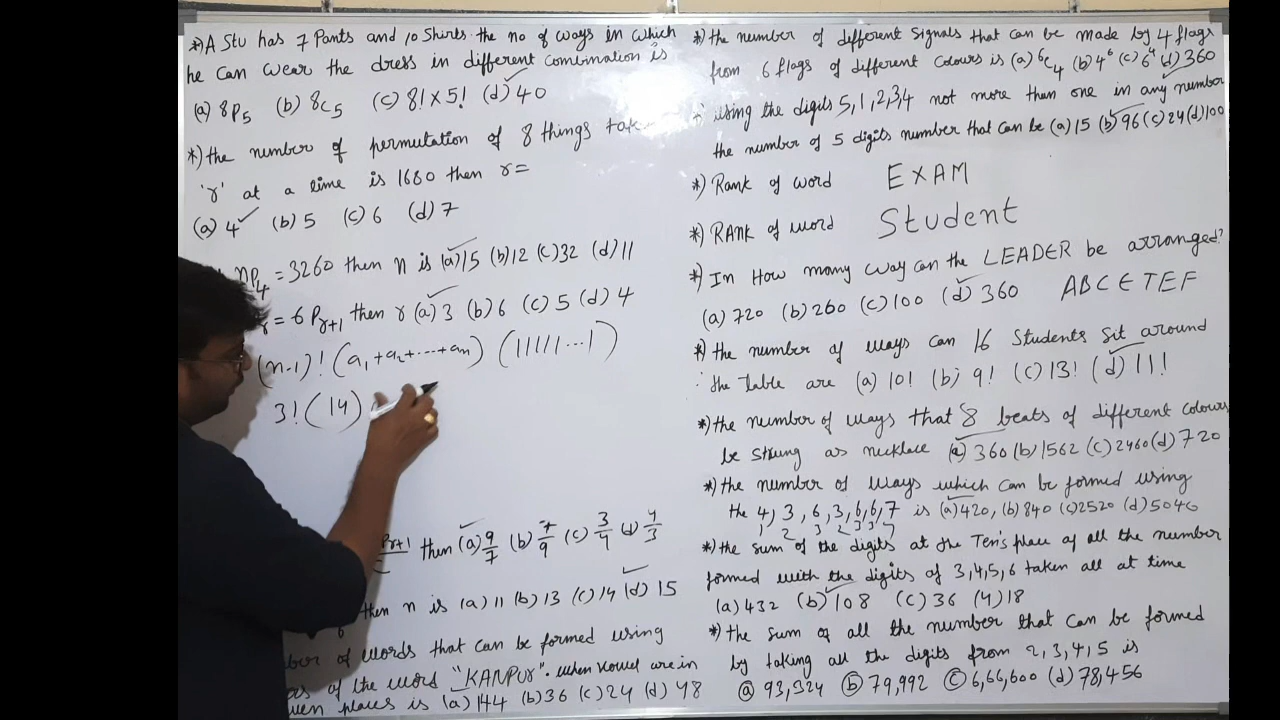 *) A Stu has 7 Pants and 10 Shirts the no of ways in which
he can wear the dress in different combination is
(a) 8P5 (b) 8C5 (c) 8! x 5! (d) 40
*) the number of permutation of 8 things
'r' at a time is 1680 then r =
(a) 4 (b) 5 (c) 6 (d) 7
nP4 = 3260 then n is (a) 15 (b) 12 (c) 32 (d) 11
= 6 Pr+1 then r (a) 3 (b) 6 (c) 5 (d) 4
(n-1)! (a1+a2+....+an) (11111...1)
3! (14)
Pr+1 then (a) 9/7 (b) 7/9 (c) 3/4 (d) 4/3
then n is (a) 11 (b) 13 (c) 14 (d) 15
of words that can be formed using
of the word "KANPUR". when vowel are in
places is (a) 144 (b) 36 (c) 24 (d) 48
*) the number of different Signals that can be made by 4 flags
from 6 flags of different colours is (a) 6C4 (b) 4^6 (c) 6^4 (d) 360
using the digits 5,1,2,3,4 not more then one in any number
the number of 5 digits number that can be (a) 15 (b) 96 (c) 24 (d) 100
*) Rank of word EXAM
*) RANK of word Student
*) In How many way can the LEADER be arranged?
(a) 720 (b) 260 (c) 100 (d) 360 ABCETEF
*) the number of ways can 16 Students Sit around
the table are (a) 10! (b) 9! (c) 13! (d) 11!
*) the number of ways that 8 beats of different colours
be strung as necklace (a) 360 (b) 1562 (c) 2460 (d) 720
*) the number of ways which can be formed using
the 4, 3, 6, 3, 6, 6, 7 is (a) 420, (b) 840 (c) 2520 (d) 5040
*) the sum of the digits at the Ten's place of all the number
formed with the digits of 3,4,5,6 taken all at time
(a) 432 (b) 108 (c) 36 (4) 18
*) the sum of all the number that can be formed
by taking all the digits from 2, 3, 4, 5 is
(a) 93,324 (b) 79,992 (c) 6,66,600 (d) 78,456